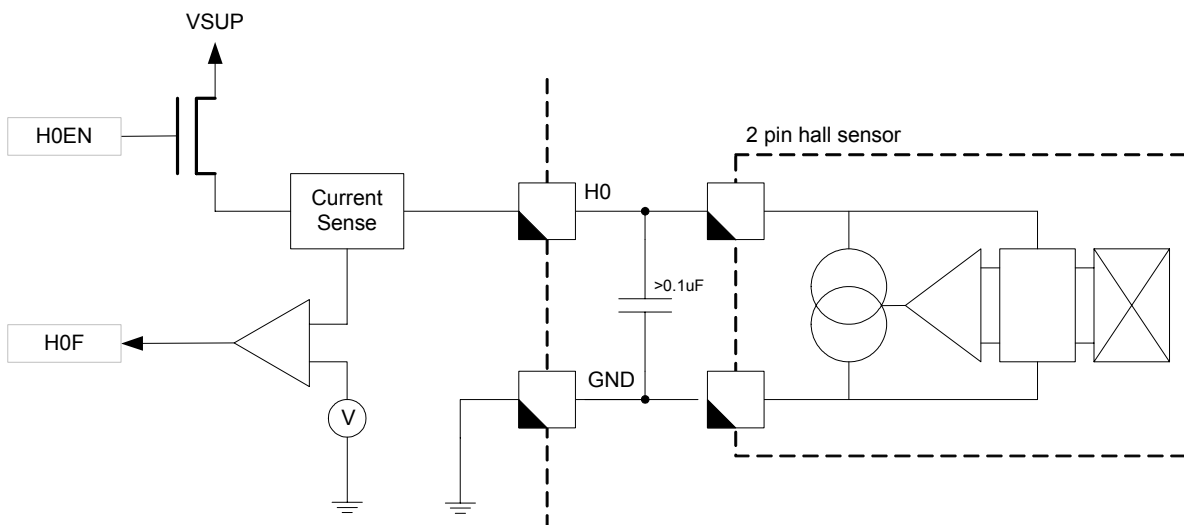 VSUP
H0EN
2 pin hall sensor
Current
Sense
H0
>0.1uF
H0F
GND
V